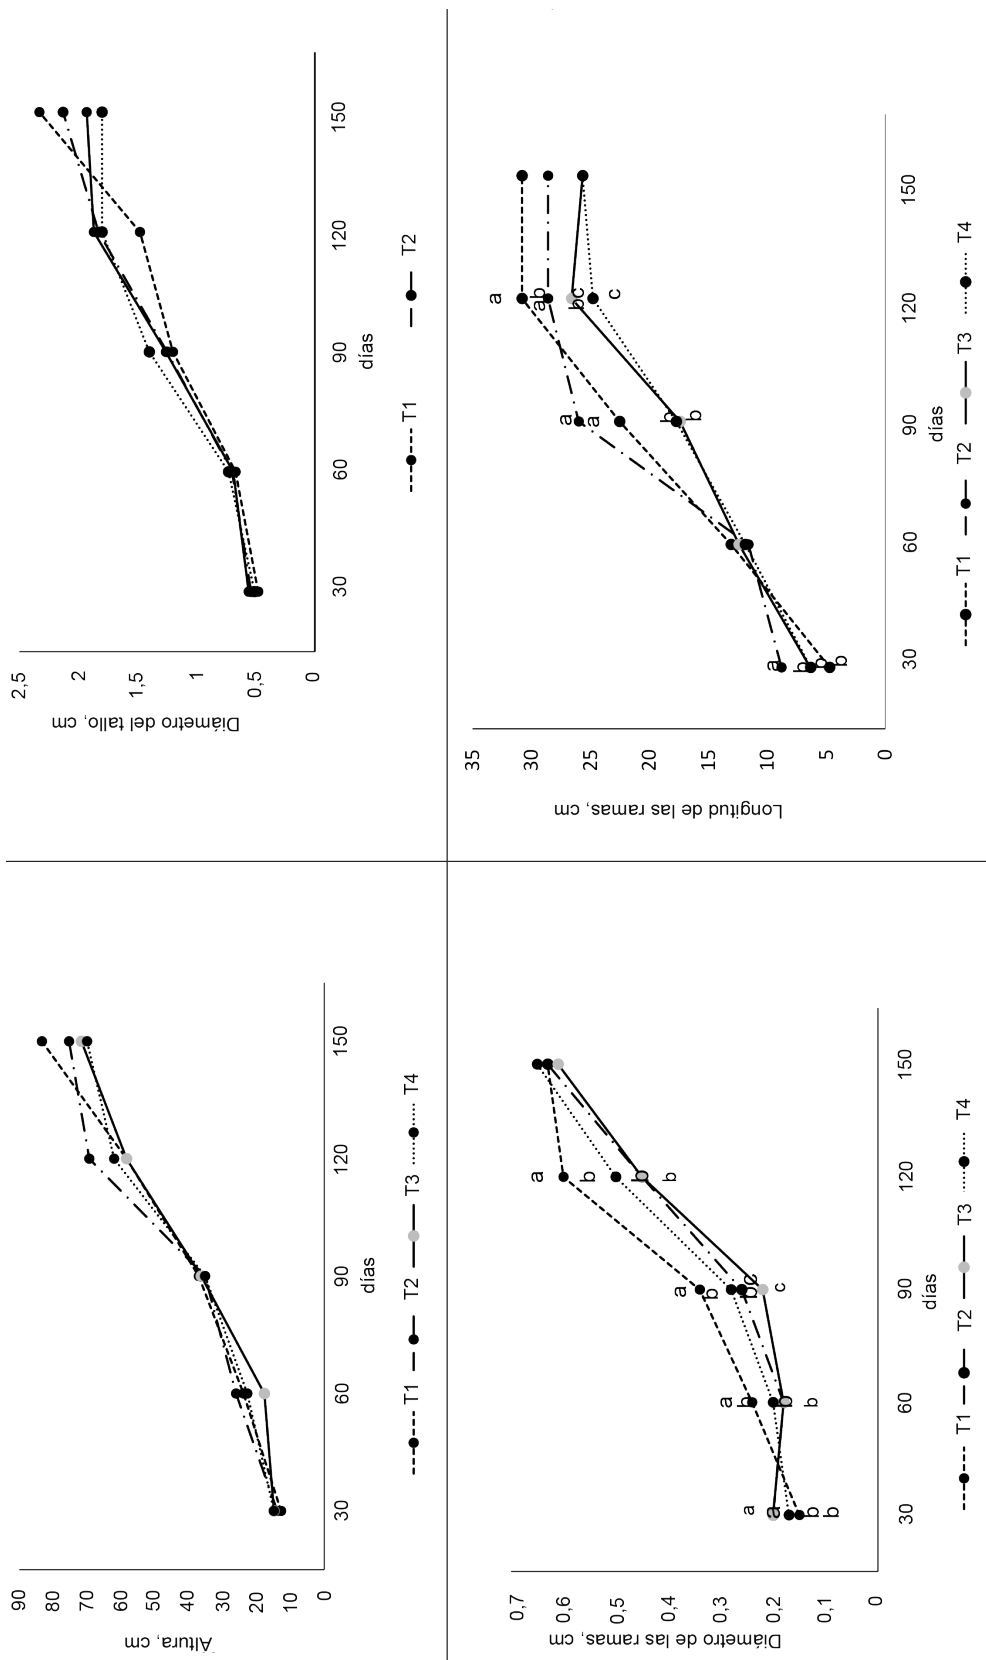 Altura, cm
90
80
70
60
50
40
30
20
10
0
30 60 90 120 150
días
T1 T2 T3 T4
Diámetro del tallo, cm
2,5
2
1,5
1
0,5
0
30 60 90 120 150
días
T1 T2
Diámetro de las ramas, cm
0,7
0,6
0,5
0,4
0,3
0,2
0,1
0
a a b b
a b b b
a b bc c
a b b b
30 60 90 120 150
días
T1 T2 T3 T4
Longitud de las ramas, cm
35
30
25
20
15
10
5
0
a b b b
a a b b
a ab bc c
30 60 90 120 150
días
T1 T2 T3 T4